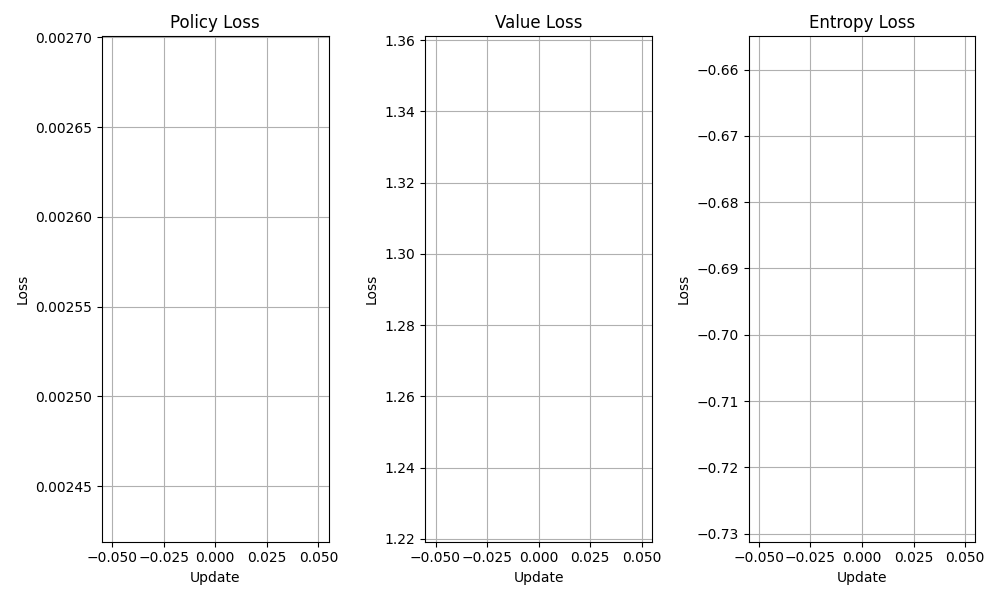 Policy Loss
Loss
0.00270
0.00265
0.00260
0.00255
0.00250
0.00245
−0.050 −0.025 0.000 0.025 0.050
Update
Value Loss
Loss
1.36
1.34
1.32
1.30
1.28
1.26
1.24
1.22
−0.050 −0.025 0.000 0.025 0.050
Update
Entropy Loss
Loss
−0.66
−0.67
−0.68
−0.69
−0.70
−0.71
−0.72
−0.73
−0.050 −0.025 0.000 0.025 0.050
Update